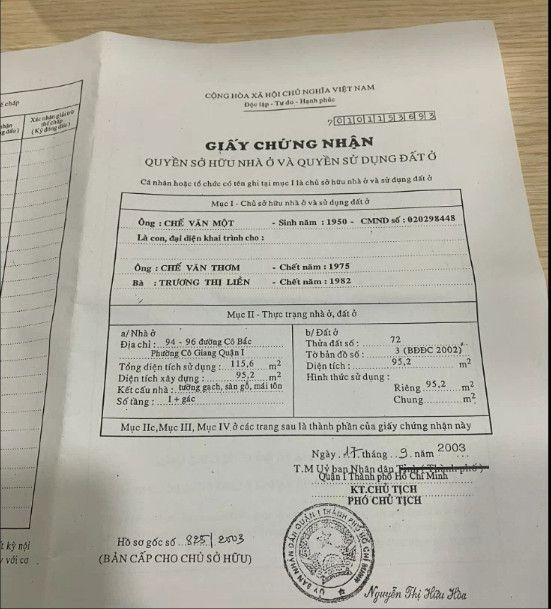 CỘNG HÒA XÃ HỘI CHỦ NGHĨA VIỆT NAM
Độc lập - Tự do - Hạnh phúc
GIẤY CHỨNG NHẬN
QUYỀN SỞ HỮU NHÀ Ở VÀ QUYỀN SỬ DỤNG ĐẤT Ở
Cá nhân hoặc tổ chức có tên ghi tại mục I là chủ sở hữu nhà ở và sử dụng đất ở
Mục I - Chủ sở hữu nhà ở và sử dụng đất ở
Ông : CHẾ VĂN MỘT - Sinh năm : 1950 - CMND số : 020298448
Là con, đại diện khai trình cho :
Ông : CHẾ VĂN THƠM - Chết năm : 1975
Bà : TRƯƠNG THỊ LIÊN - Chết năm : 1982
Mục II - Thực trạng nhà ở, đất ở
a/ Nhà ở
Địa chỉ : 94 - 96 đường Cô Bắc
Phường Cô Giang Quận I
Tổng diện tích sử dụng : 115,6 m2
Diện tích xây dựng : 95,2 m2
Kết cấu nhà : tường gạch, sàn gỗ, mái tôn
Số tầng : I + gác
b/ Đất ở
Thửa đất số : 72
Tờ bản đồ số : 3 (BĐĐC 2002)
Diện tích : 95,2 m2
Hình thức sử dụng :
Riêng 95,2 m2
Chung m2
Mục IIc, Mục III, Mục IV ở các trang sau là thành phần của giấy chứng nhận này
Ngày 17 tháng 9 năm 2003
T.M Uỷ ban Nhân dân Tỉnh (Thành phố)
Quận I Thành phố Hồ Chí Minh
KT.CHỦ TỊCH
PHÓ CHỦ TỊCH
Hồ sơ gốc số 825/2003
(BẢN CẤP CHO CHỦ SỞ HỮU)
Nguyễn Thị Hữu Hòa